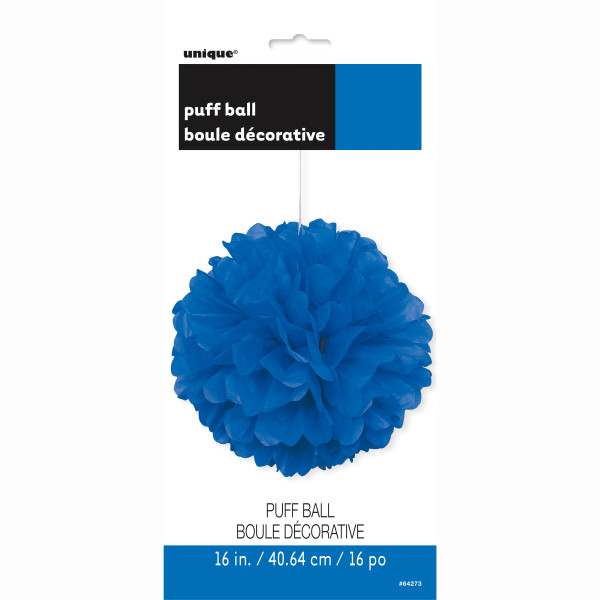 unique®
puff ball
boule décorative
PUFF BALL
BOULE DÉCORATIVE
16 in. / 40.64 cm / 16 po
#64273